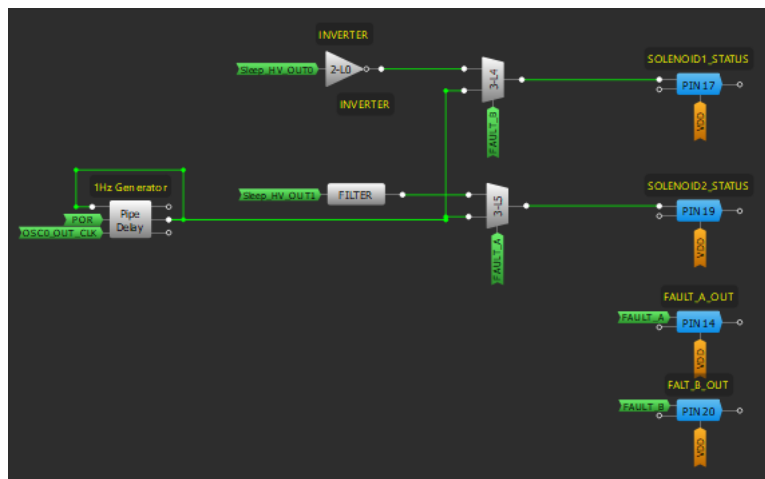 INVERTER
Sleep_HV_OUT0
2-L0
INVERTER
3-L4
FAULT_B
SOLENOID1_STATUS
PIN 17
VDD
1Hz Generator
POR
OSC0_OUT_CLK
Pipe
Delay
Sleep_HV_OUT1
FILTER
3-L5
FAULT_A
SOLENOID2_STATUS
PIN 19
VDD
FAULT_A_OUT
FAULT_A
PIN 14
VDD
FALT_B_OUT
FAULT_B
PIN 20
VDD